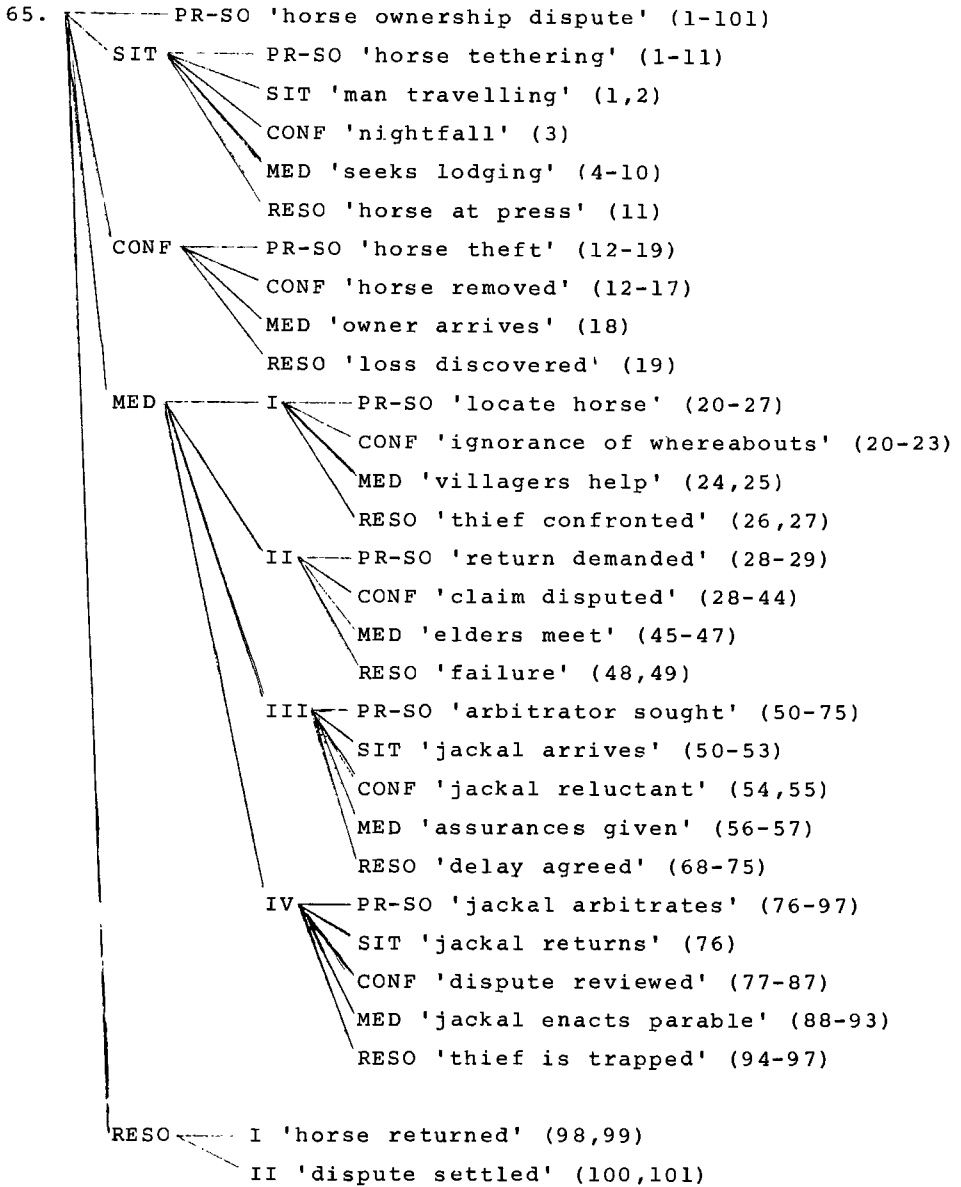 65. PR-SO 'horse ownership dispute' (1-101)
SIT PR-SO 'horse tethering' (1-11)
SIT 'man travelling' (1,2)
CONF 'nightfall' (3)
MED 'seeks lodging' (4-10)
RESO 'horse at press' (11)
CONF PR-SO 'horse theft' (12-19)
CONF 'horse removed' (12-17)
MED 'owner arrives' (18)
RESO 'loss discovered' (19)
MED I PR-SO 'locate horse' (20-27)
CONF 'ignorance of whereabouts' (20-23)
MED 'villagers help' (24,25)
RESO 'thief confronted' (26,27)
II PR-SO 'return demanded' (28-29)
CONF 'claim disputed' (28-44)
MED 'elders meet' (45-47)
RESO 'failure' (48,49)
III PR-SO 'arbitrator sought' (50-75)
SIT 'jackal arrives' (50-53)
CONF 'jackal reluctant' (54,55)
MED 'assurances given' (56-57)
RESO 'delay agreed' (68-75)
IV PR-SO 'jackal arbitrates' (76-97)
SIT 'jackal returns' (76)
CONF 'dispute reviewed' (77-87)
MED 'jackal enacts parable' (88-93)
RESO 'thief is trapped' (94-97)
RESO I 'horse returned' (98,99)
II 'dispute settled' (100,101)